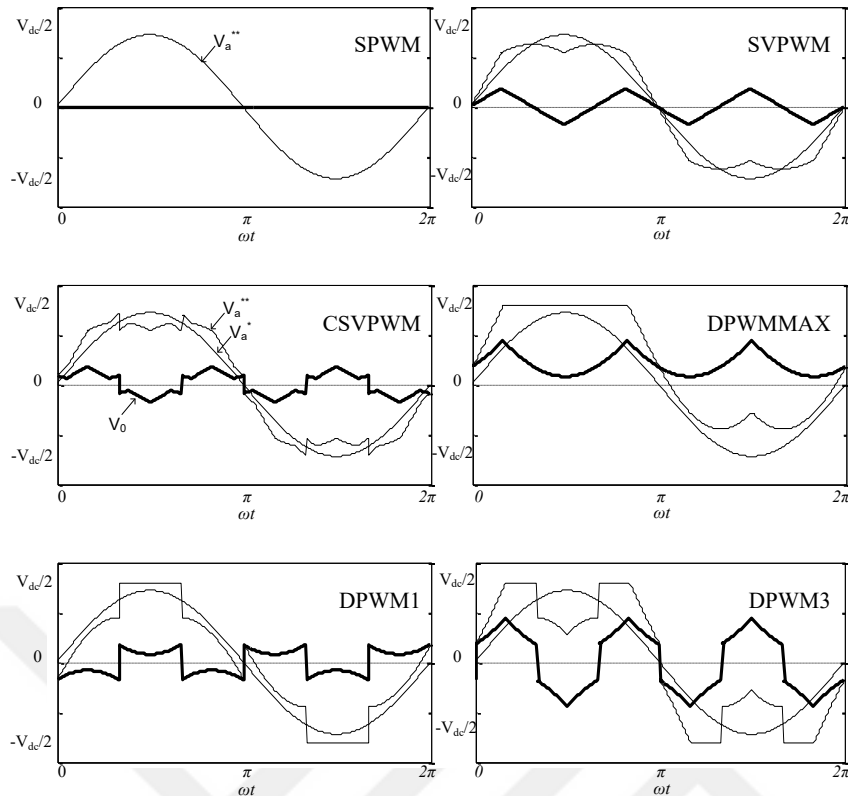 V_dc/2
SPWM
V_a^**
0
-V_dc/2
0
π
2π
ωt
V_dc/2
SVPWM
0
-V_dc/2
0
π
2π
ωt
V_dc/2
CSVPWM
V_a^**
V_a^*
0
V_0
-V_dc/2
0
π
2π
ωt
V_dc/2
DPWMMAX
0
-V_dc/2
0
π
2π
ωt
V_dc/2
DPWM1
0
-V_dc/2
0
π
2π
ωt
V_dc/2
DPWM3
0
-V_dc/2
0
π
2π
ωt